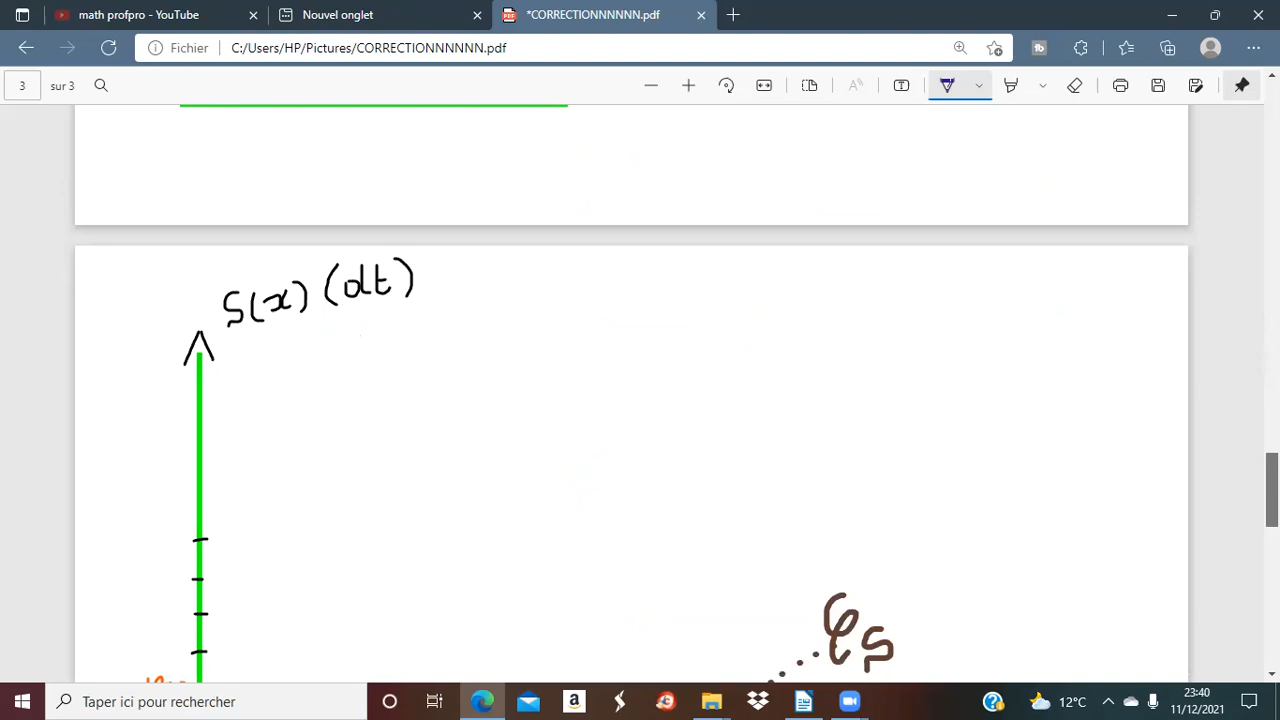 math profpro - YouTube
Nouvel onglet
*CORRECTIONNNNNN.pdf
Fichier
C:/Users/HP/Pictures/CORRECTIONNNNNN.pdf
3 sur 3
S(x) (dt)
φS
Taper ici pour rechercher
12°C
23:40
11/12/2021